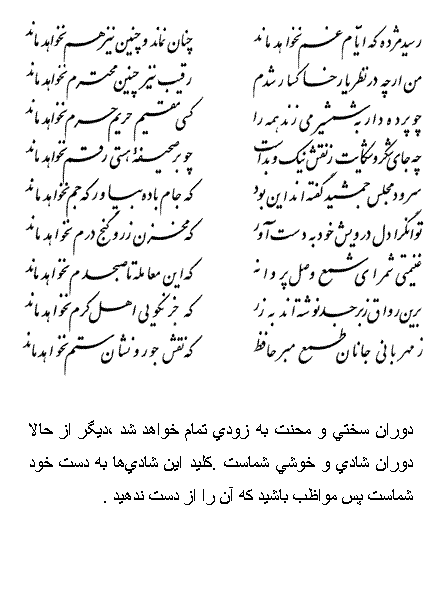 رسید مژده که ایام غم نخواهد ماند چنان نماند و چنین نیز هم نخواهد ماند
من ار چه در نظر یار خاکسار شدم رقیب نیز چنین محترم نخواهد ماند
چو پرده دار به شمشیر می زند همه را کسی مقیم حریم حرم نخواهد ماند
چه جای شکر و شکایت ز نقش نیک و بد است چو بر صحیفهٔ هستی رقم نخواهد ماند
سرود مجلس جمشید گفته اند این بود که جام باده بیاور که جم نخواهد ماند
توانگرا دل درویش خود به دست آور که مخزن زر و گنج درم نخواهد ماند
غنیمتی شمر ای شمع وصل پروانه که این معامله تا صبحدم نخواهد ماند
برین رواق زبرجد نوشته اند به زر که جز نکویی اهل کرم نخواهد ماند
ز مهربانی جانان طمع مبر حافظ که نقش جور و نشان ستم نخواهد ماند
دوران سختي و محنت به زودي تمام خواهد شد ،ديگر از حالا
دوران شادي و خوشي شماست .کليد اين شادي‌ها به دست خود
شماست پس مواظب باشيد که آن را از دست ندهيد .